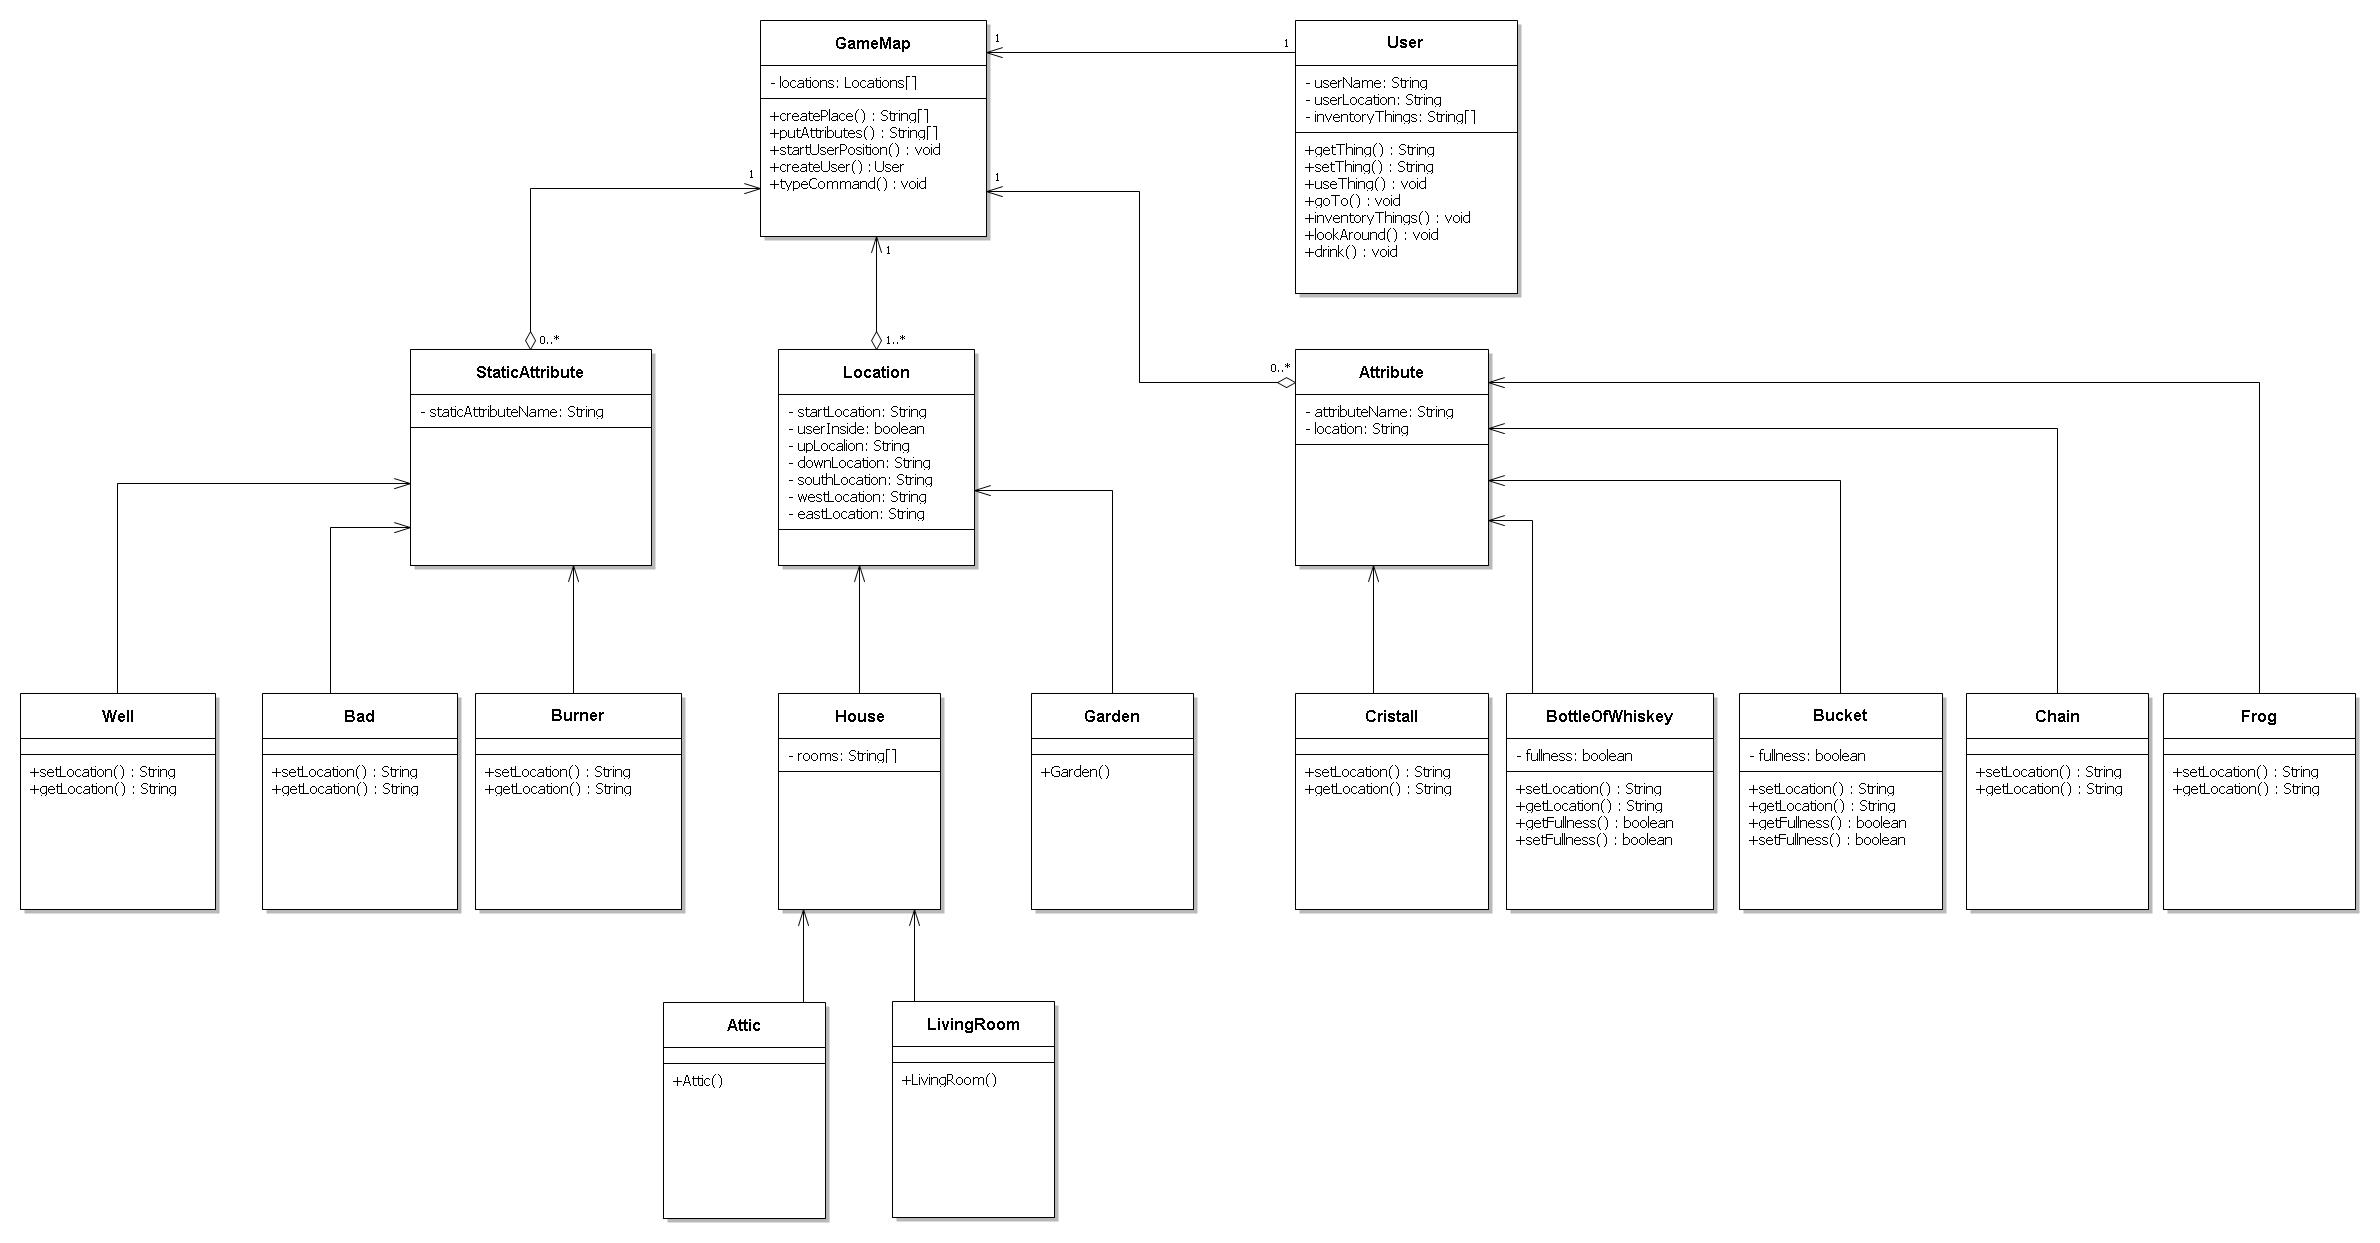 GameMap
- locations: Locations[]
+createPlace() : String[]
+putAttributes() : String[]
+startUserPosition() : void
+createUser() : User
+typeCommand() : void
1
1
User
- userName: String
- userLocation: String
- inventoryThings: String[]
+getThing() : String
+setThing() : String
+useThing() : void
+goTo() : void
+inventoryThings() : void
+lookAround() : void
+drink() : void
1
1
1
0..*
1..*
0..*
StaticAttribute
- staticAttributeName: String
Location
- startLocation: String
- userInside: boolean
- upLocalion: String
- downLocation: String
- southLocation: String
- westLocation: String
- eastLocation: String
Attribute
- attributeName: String
- location: String
Well
+setLocation() : String
+getLocation() : String
Bad
+setLocation() : String
+getLocation() : String
Burner
+setLocation() : String
+getLocation() : String
House
- rooms: String[]
Garden
+Garden()
Cristall
+setLocation() : String
+getLocation() : String
BottleOfWhiskey
- fullness: boolean
+setLocation() : String
+getLocation() : String
+getFullness() : boolean
+setFullness() : boolean
Bucket
- fullness: boolean
+setLocation() : String
+getLocation() : String
+getFullness() : boolean
+setFullness() : boolean
Chain
+setLocation() : String
+getLocation() : String
Frog
+setLocation() : String
+getLocation() : String
Attic
+Attic()
LivingRoom
+LivingRoom()